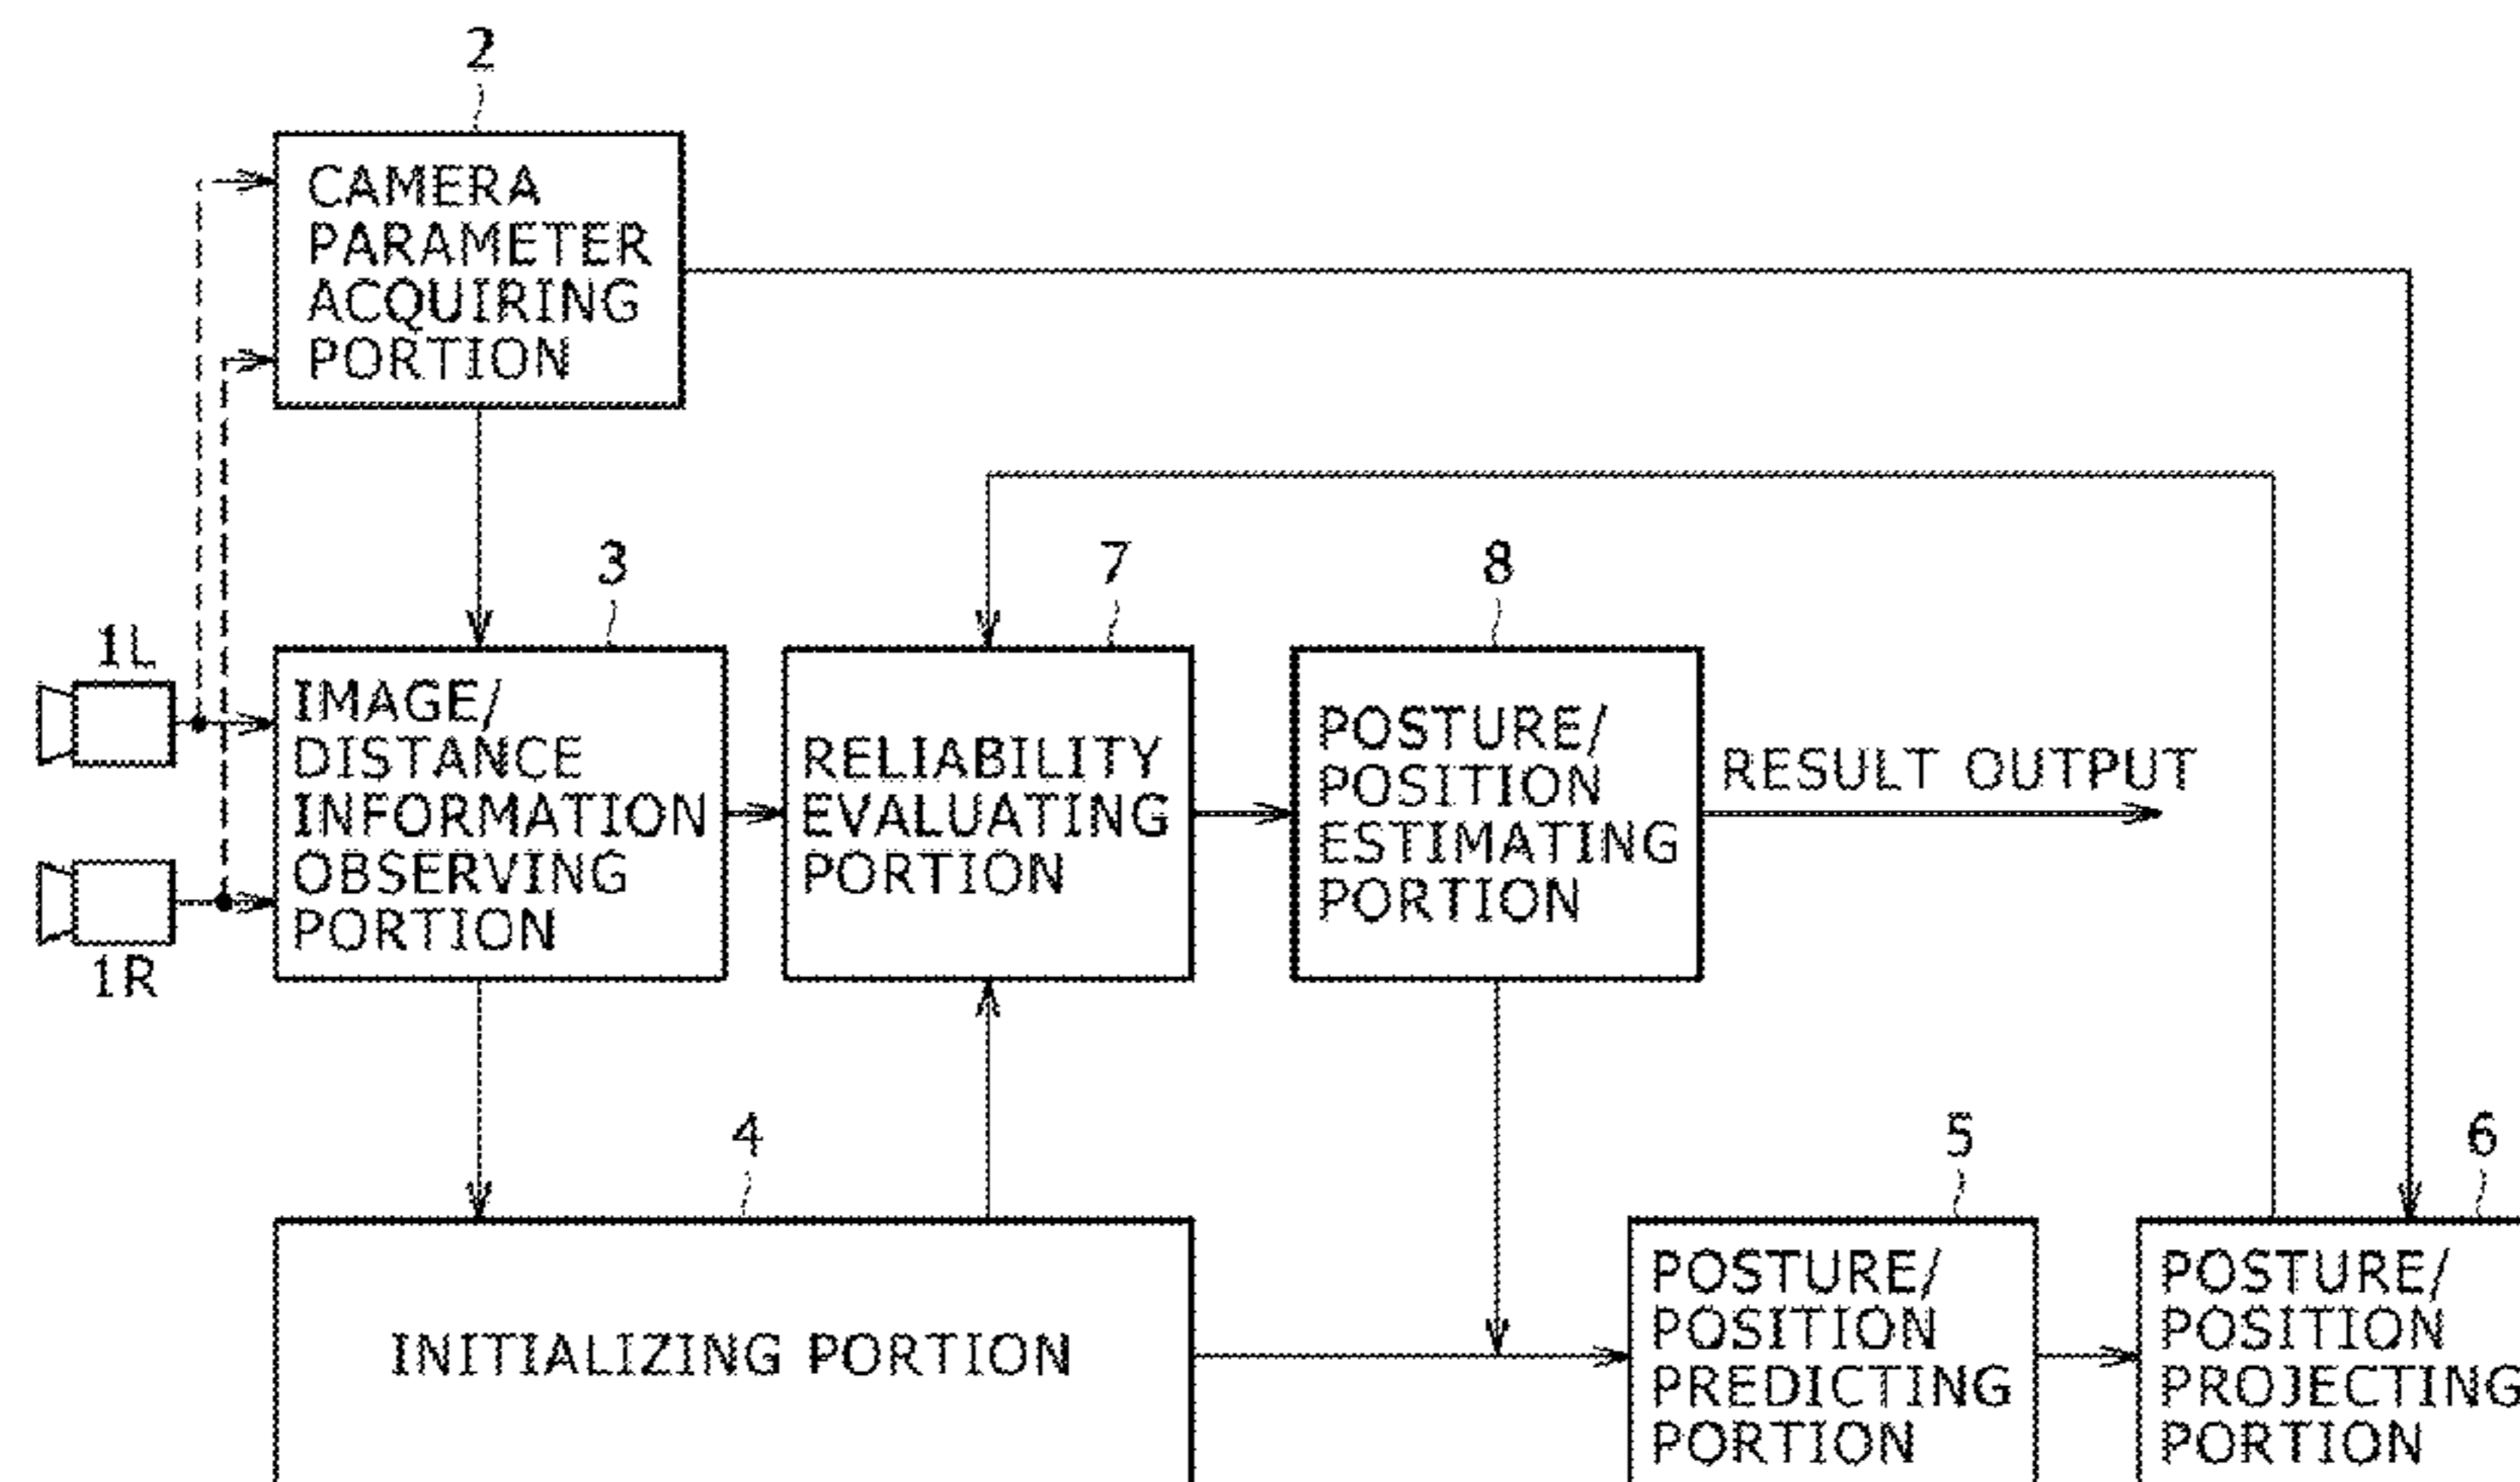 2
CAMERA
PARAMETER
ACQUIRING
PORTION
3
7
8
1L
IMAGE/
DISTANCE
INFORMATION
OBSERVING
PORTION
RELIABILITY
EVALUATING
PORTION
POSTURE/
POSITION
ESTIMATING
PORTION
RESULT OUTPUT
1R
4
5
6
INITIALIZING PORTION
POSTURE/
POSITION
PREDICTING
PORTION
POSTURE/
POSITION
PROJECTING
PORTION